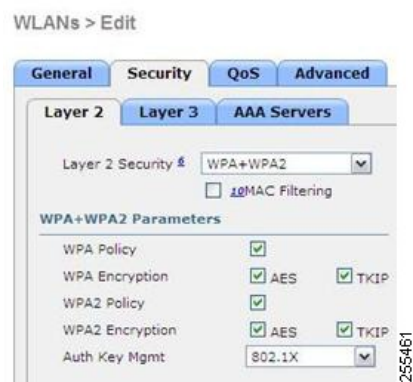 WLANs > Edit
General Security QoS Advanced
Layer 2 Layer 3 AAA Servers
Layer 2 Security 6 WPA+WPA2
10MAC Filtering
WPA+WPA2 Parameters
WPA Policy
WPA Encryption AES TKIP
WPA2 Policy
WPA2 Encryption AES TKIP
Auth Key Mgmt 802.1X
255461